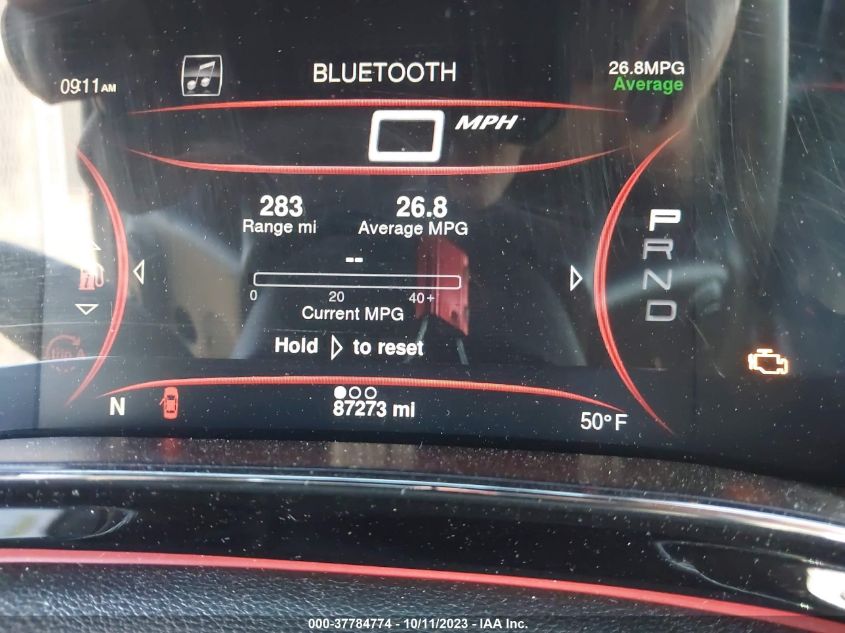 09:11AM
BLUETOOTH
26.8MPG
Average
MPH
283
Range mi
26.8
Average MPG
--
0 20 40+
Current MPG
Hold ▷ to reset
P
R
N
D
N
87273 mi
50°F
000-37784774 - 10/11/2023 - IAA Inc.